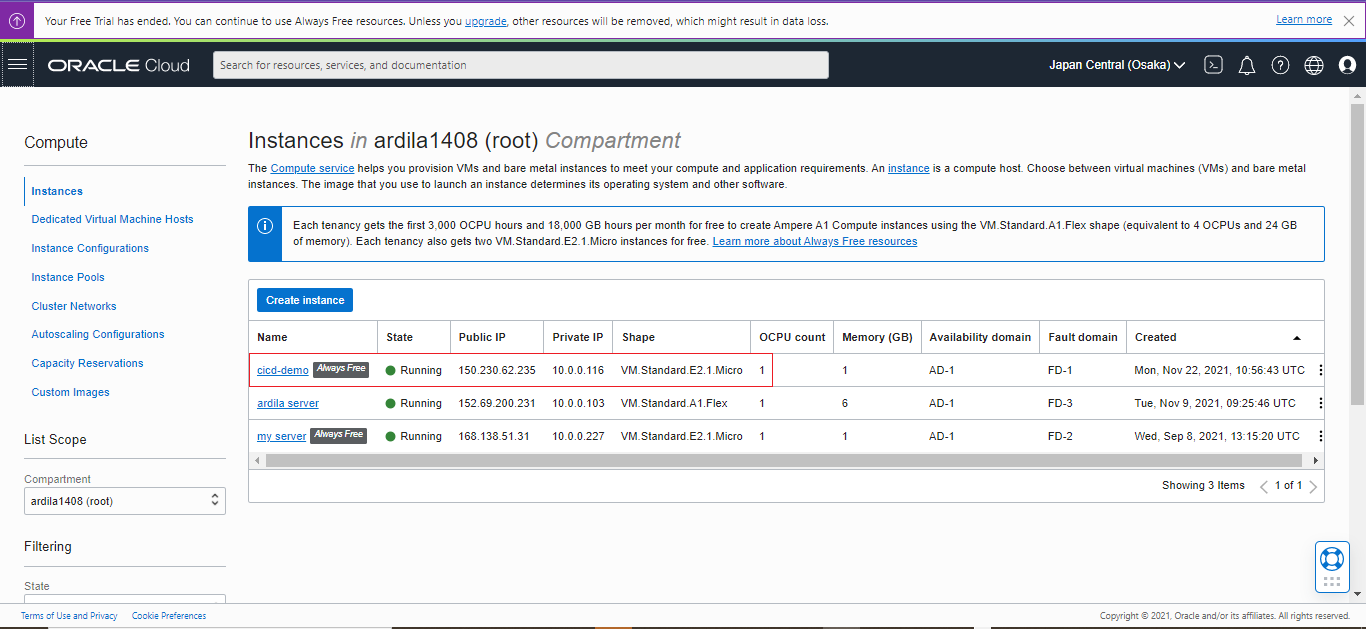 Your Free Trial has ended. You can continue to use Always Free resources. Unless you upgrade, other resources will be removed, which might result in data loss.
Learn more
ORACLE Cloud
Search for resources, services, and documentation
Japan Central (Osaka)
Compute
Instances
Dedicated Virtual Machine Hosts
Instance Configurations
Instance Pools
Cluster Networks
Autoscaling Configurations
Capacity Reservations
Custom Images
List Scope
Compartment
ardila1408 (root)
Filtering
State
Instances in ardila1408 (root) Compartment
The Compute service helps you provision VMs and bare metal instances to meet your compute and application requirements. An instance is a compute host. Choose between virtual machines (VMs) and bare metal
instances. The image that you use to launch an instance determines its operating system and other software.
Each tenancy gets the first 3,000 OCPU hours and 18,000 GB hours per month for free to create Ampere A1 Compute instances using the VM.Standard.A1.Flex shape (equivalent to 4 OCPUs and 24 GB
of memory). Each tenancy also gets two VM.Standard.E2.1.Micro instances for free. Learn more about Always Free resources
Create instance
Name State Public IP Private IP Shape OCPU count Memory (GB) Availability domain Fault domain Created
cicd-demo Always Free Running 150.230.62.235 10.0.0.116 VM.Standard.E2.1.Micro 1 1 AD-1 FD-1 Mon, Nov 22, 2021, 10:56:43 UTC
ardila server Running 152.69.200.231 10.0.0.103 VM.Standard.A1.Flex 1 6 AD-1 FD-3 Tue, Nov 9, 2021, 09:25:46 UTC
my server Always Free Running 168.138.51.31 10.0.0.227 VM.Standard.E2.1.Micro 1 1 AD-1 FD-2 Wed, Sep 8, 2021, 13:15:20 UTC
Showing 3 Items 1 of 1
Terms of Use and Privacy Cookie Preferences
Copyright © 2021, Oracle and/or its affiliates. All rights reserved.